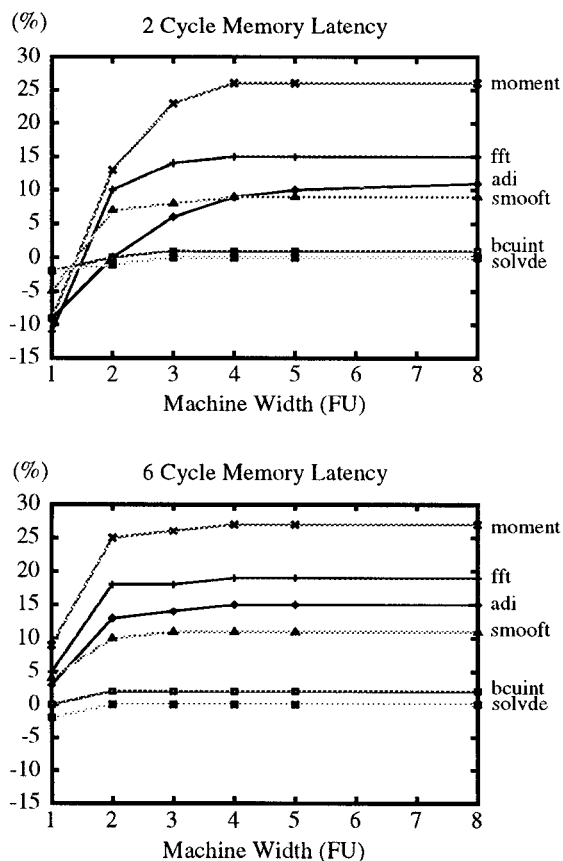 (%) 2 Cycle Memory Latency
30
25
20
15
10
5
0
-5
-10
-15
moment
fft
adi
smooft
bcuint
solvde
1 2 3 4 5 6 7 8
Machine Width (FU)
(%) 6 Cycle Memory Latency
30
25
20
15
10
5
0
-5
-10
-15
moment
fft
adi
smooft
bcuint
solvde
1 2 3 4 5 6 7 8
Machine Width (FU)